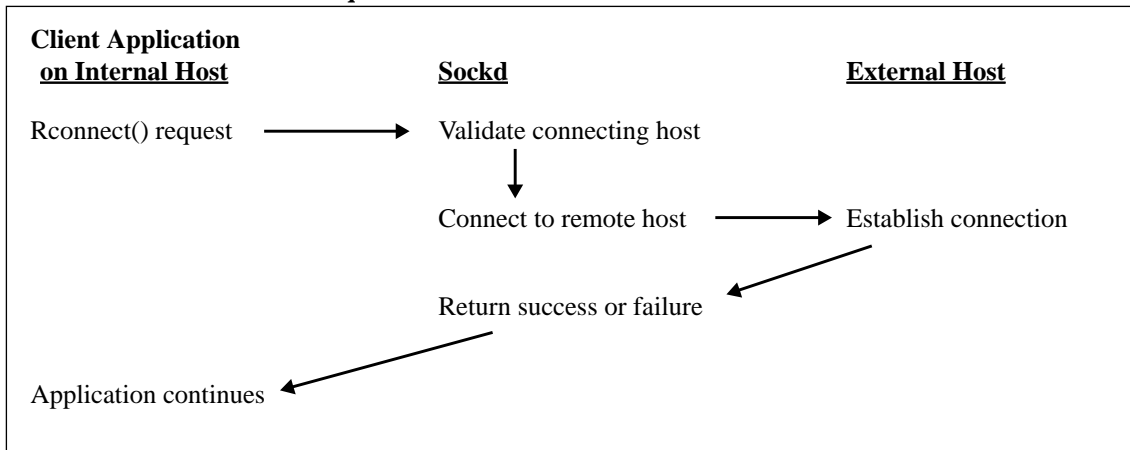 Client Application
on Internal Host
Sockd
External Host
Rconnect() request
Validate connecting host
Connect to remote host
Establish connection
Return success or failure
Application continues